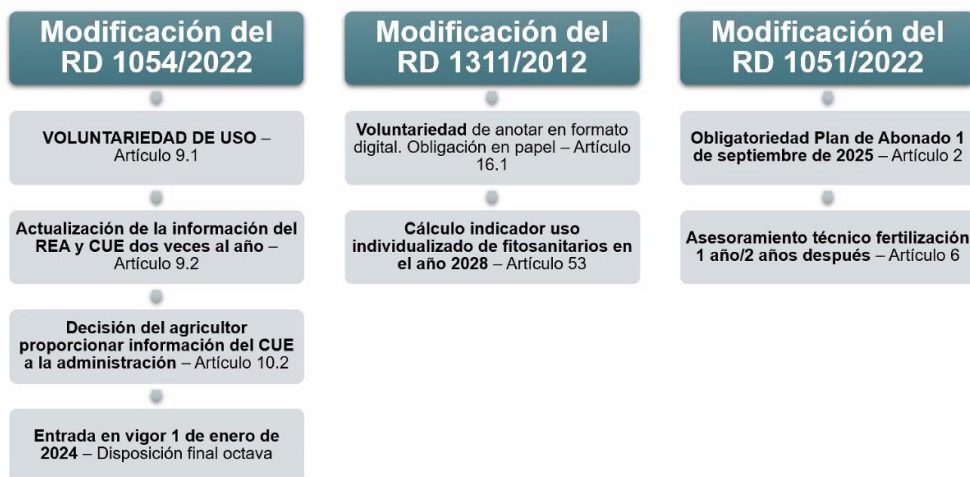 Modificación del
RD 1054/2022
VOLUNTARIEDAD DE USO –
Artículo 9.1
Actualización de la información del
REA y CUE dos veces al año –
Artículo 9.2
Decisión del agricultor
proporcionar información del CUE
a la administración – Artículo 10.2
Entrada en vigor 1 de enero de
2024 – Disposición final octava
Modificación del
RD 1311/2012
Voluntariedad de anotar en formato
digital. Obligación en papel – Artículo
16.1
Cálculo indicador uso
individualizado de fitosanitarios en
el año 2028 – Artículo 53
Modificación del
RD 1051/2022
Obligatoriedad Plan de Abonado 1
de septiembre de 2025 – Artículo 2
Asesoramiento técnico fertilización
1 año/2 años después – Artículo 6